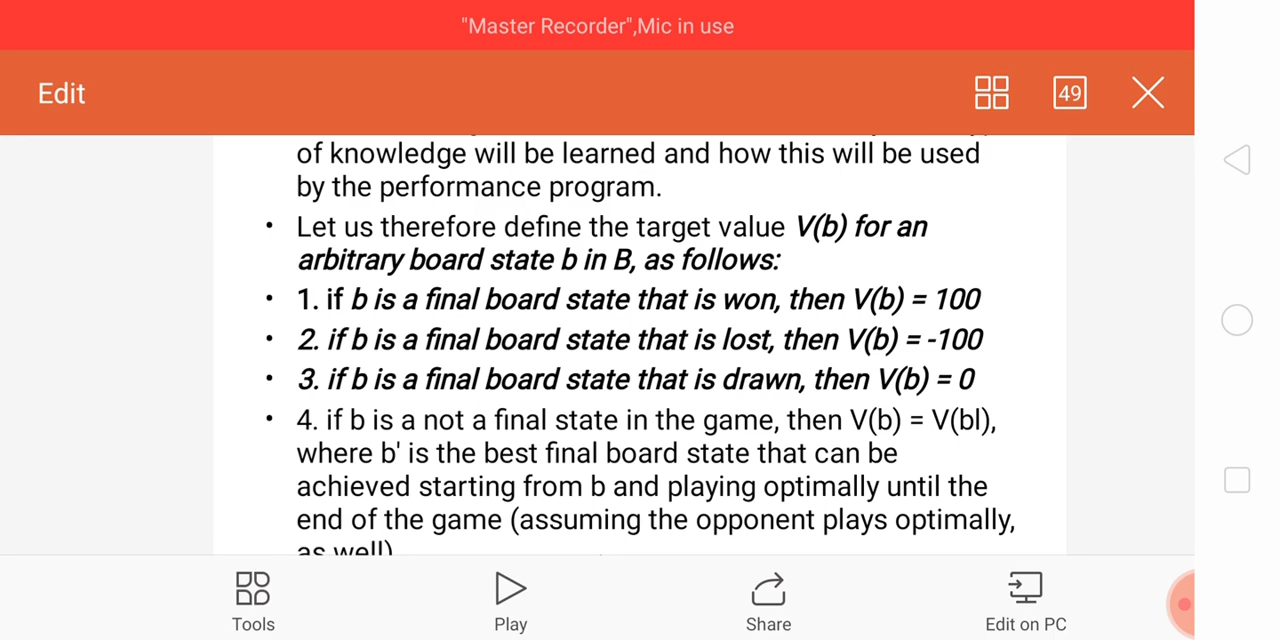 "Master Recorder",Mic in use
Edit
49
of knowledge will be learned and how this will be used
by the performance program.
• Let us therefore define the target value V(b) for an
arbitrary board state b in B, as follows:
• 1. if b is a final board state that is won, then V(b) = 100
• 2. if b is a final board state that is lost, then V(b) = -100
• 3. if b is a final board state that is drawn, then V(b) = 0
• 4. if b is a not a final state in the game, then V(b) = V(bl),
where b' is the best final board state that can be
achieved starting from b and playing optimally until the
end of the game (assuming the opponent plays optimally,
as well)
Tools
Play
Share
Edit on PC